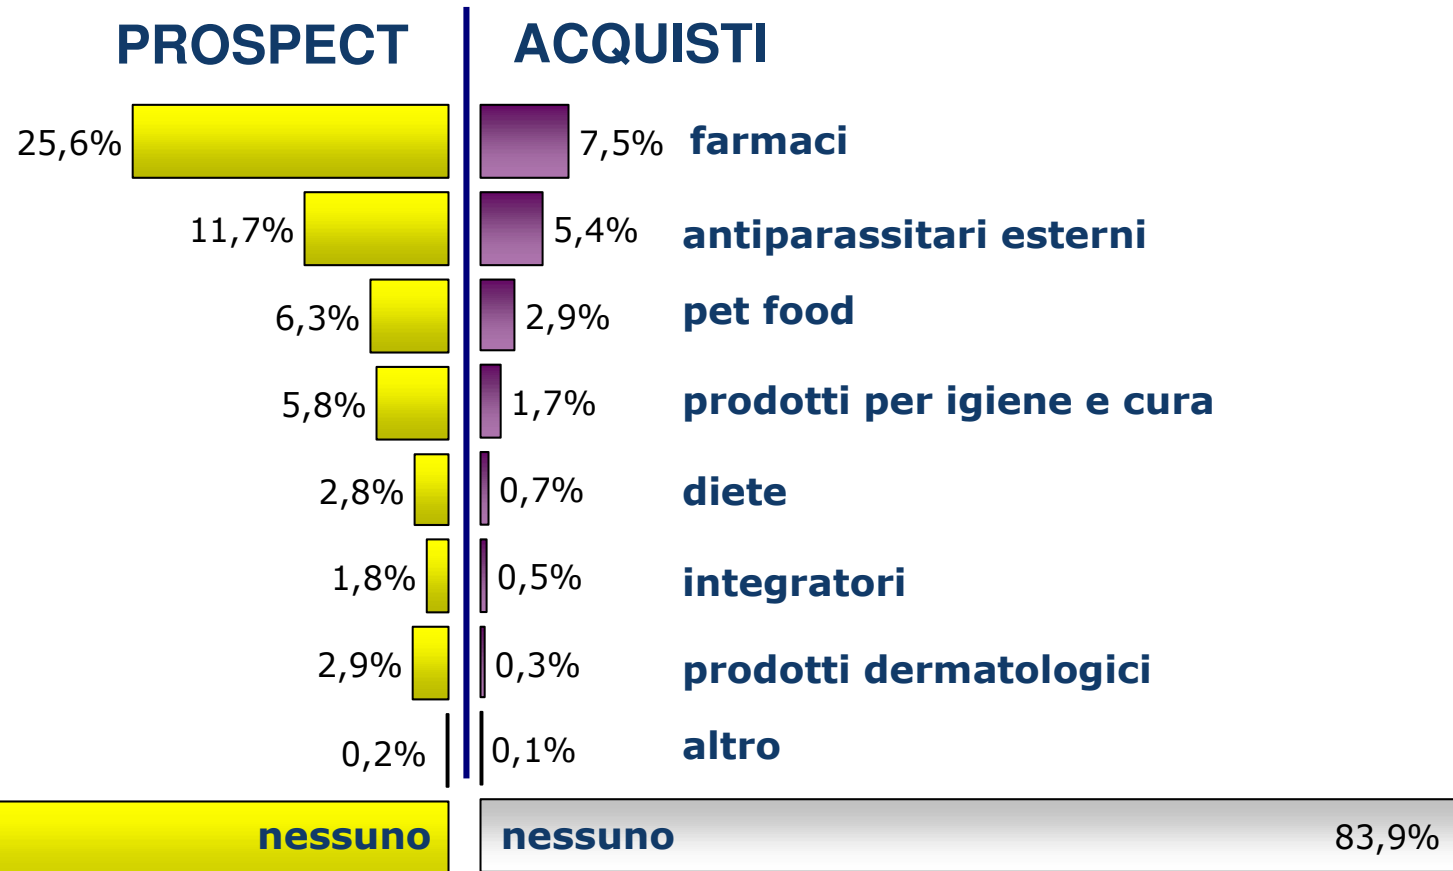 PROSPECT ACQUISTI
25,6% 7,5% farmaci
11,7% 5,4% antiparassitari esterni
6,3% 2,9% pet food
5,8% 1,7% prodotti per igiene e cura
2,8% 0,7% diete
1,8% 0,5% integratori
2,9% 0,3% prodotti dermatologici
0,2% 0,1% altro
nessuno nessuno 83,9%